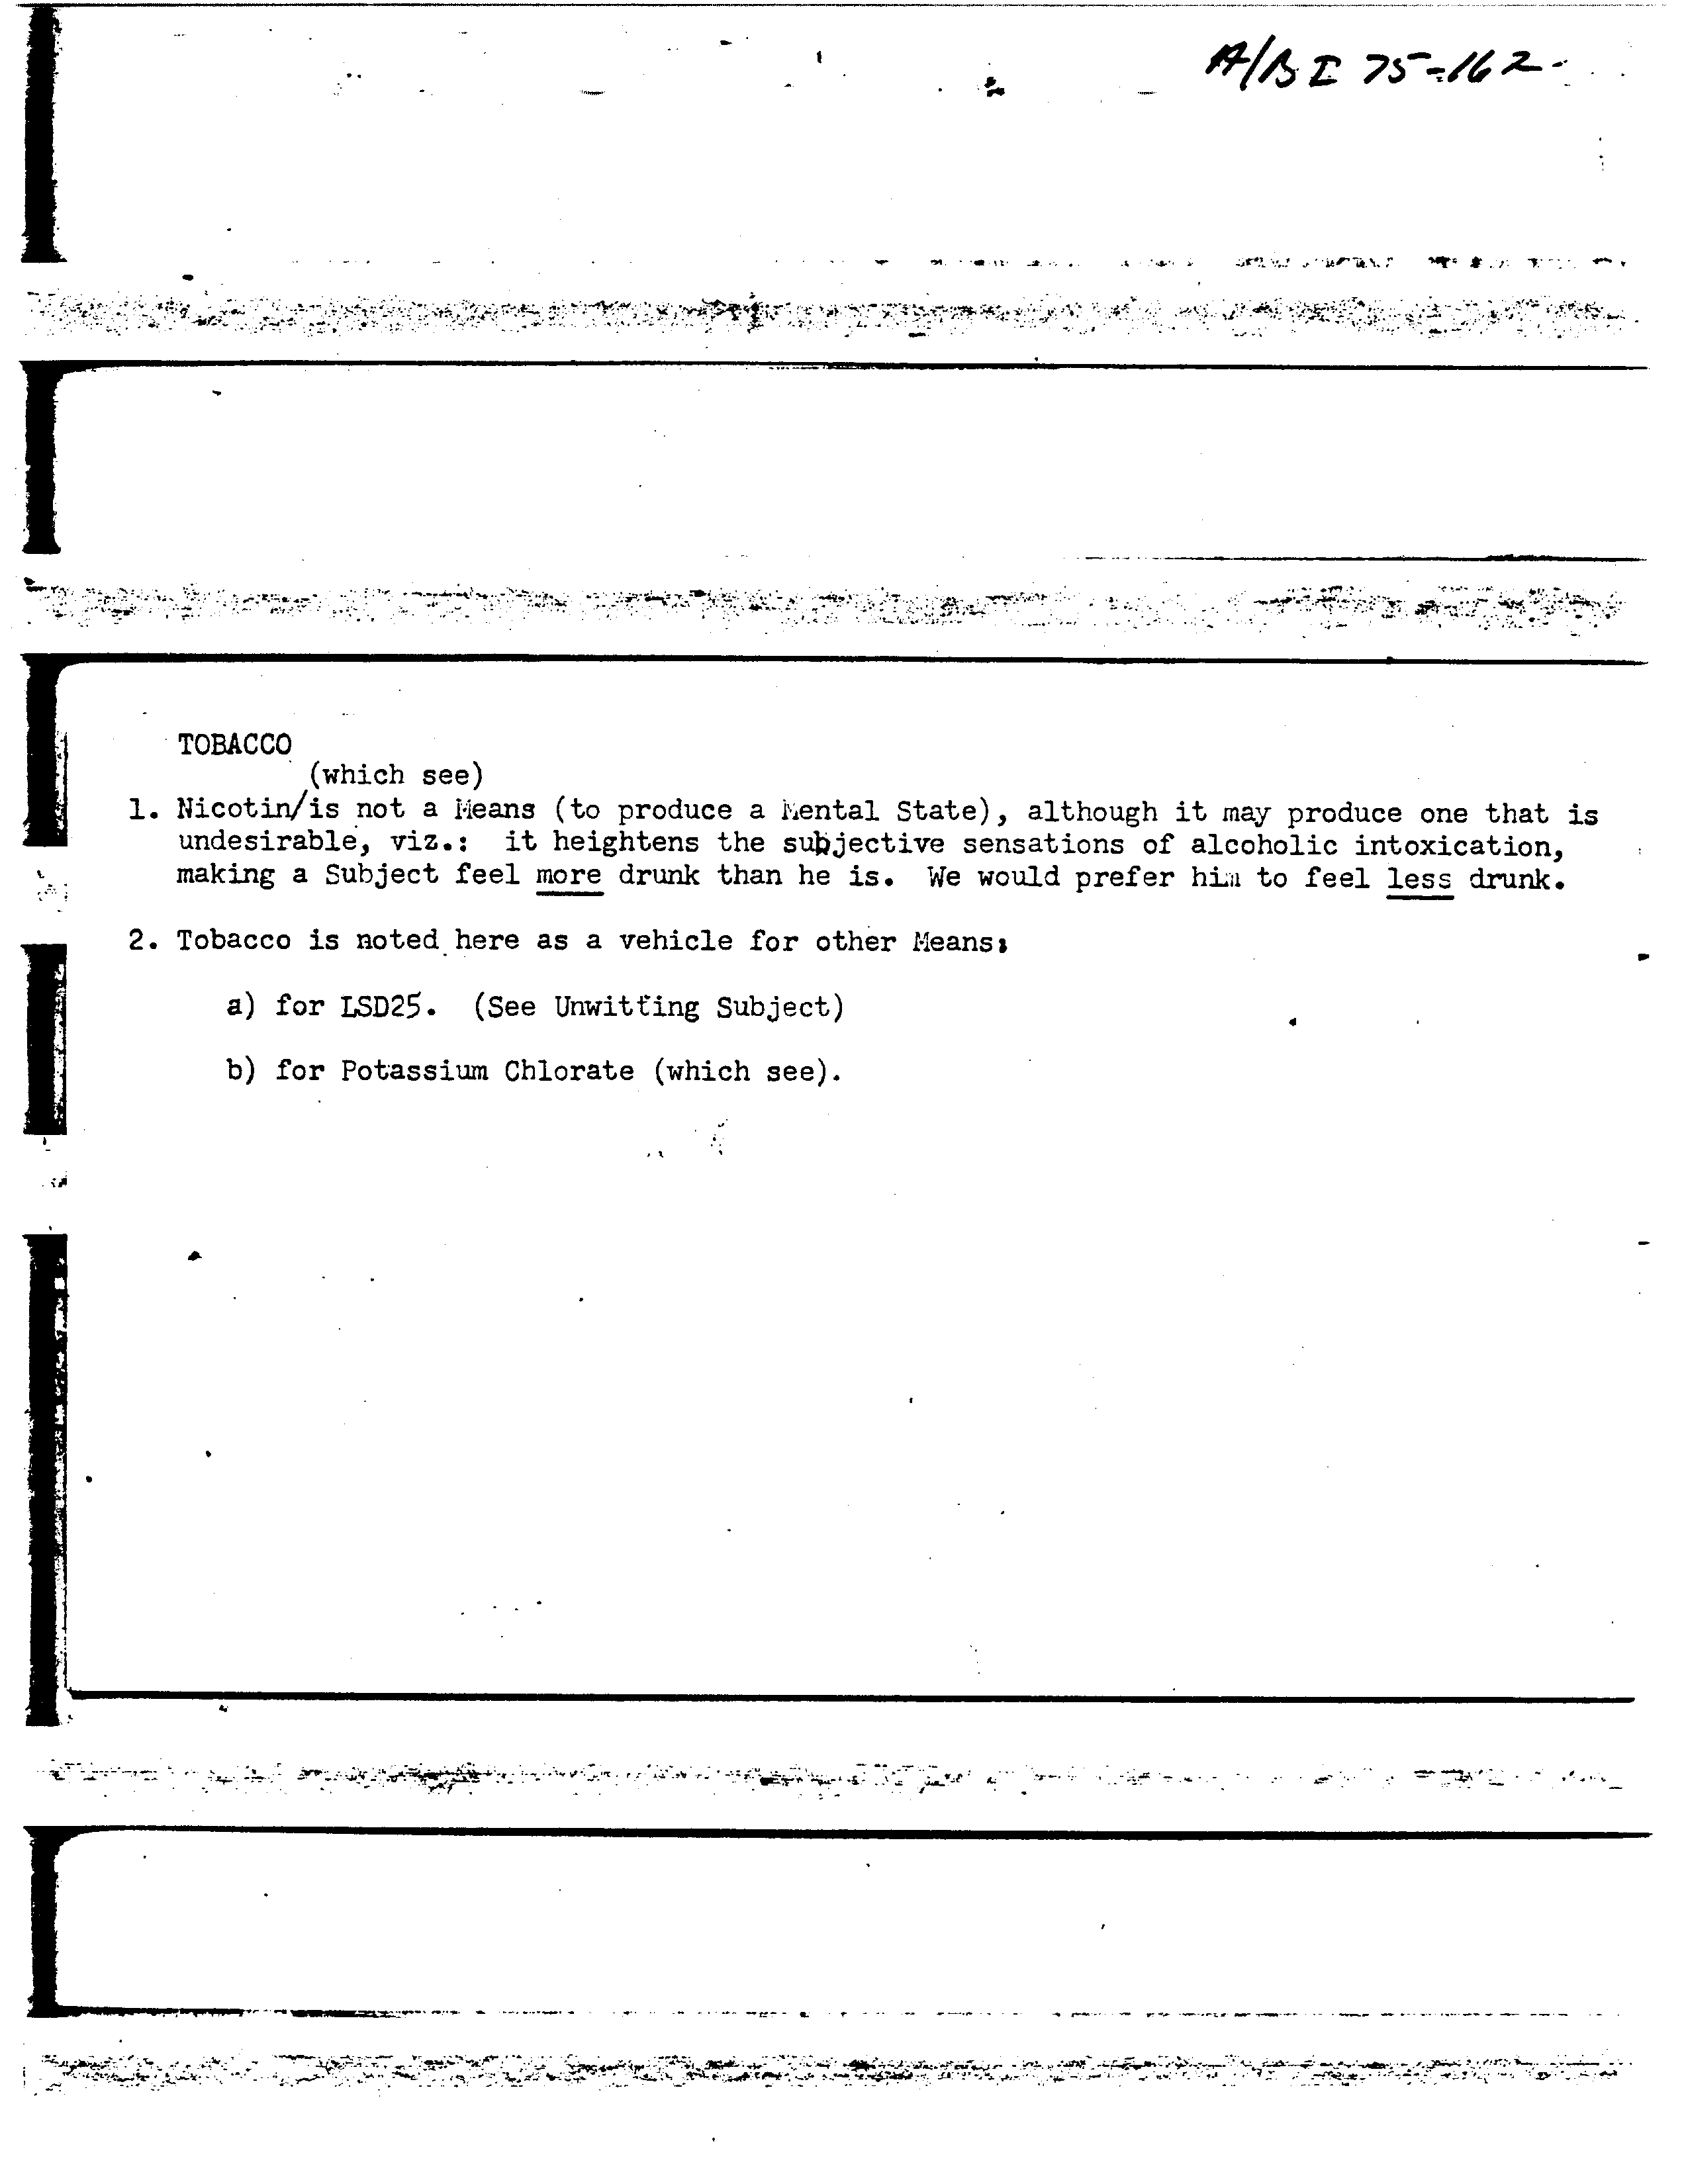 A/B I 75-162
TOBACCO
(which see)
1. Nicotin/is not a Means (to produce a Mental State), although it may produce one that is
undesirable, viz.: it heightens the subjective sensations of alcoholic intoxication,
making a Subject feel more drunk than he is. We would prefer him to feel less drunk.
2. Tobacco is noted here as a vehicle for other Means:
a) for LSD25. (See Unwitting Subject)
b) for Potassium Chlorate (which see).